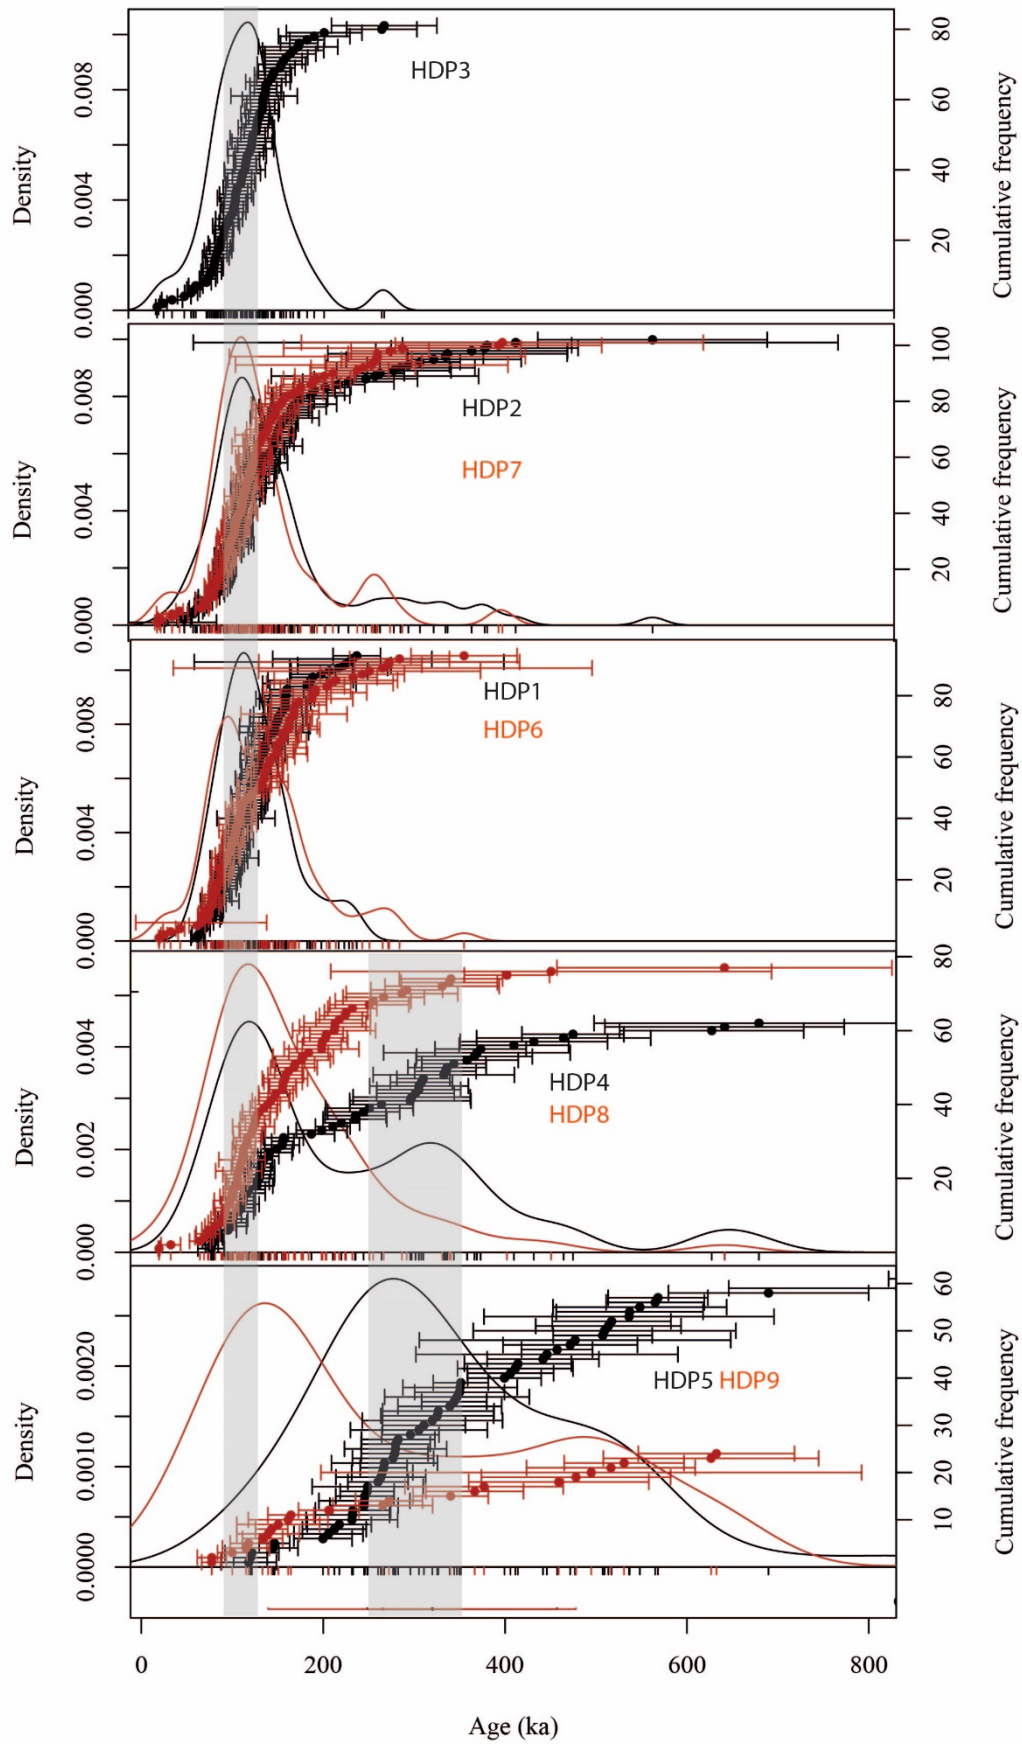 HDP3
Density
0.000
0.004
0.008
Cumulative frequency
20
40
60
80
HDP2
HDP7
Density
0.000
0.004
0.008
Cumulative frequency
20
40
60
80
100
HDP1
HDP6
Density
0.000
0.004
0.008
Cumulative frequency
20
40
60
80
HDP4
HDP8
Density
0.000
0.002
0.004
Cumulative frequency
20
40
60
80
HDP5 HDP9
Density
0.0000
0.0010
0.0020
Cumulative frequency
10
20
30
40
50
60
0 200 400 600 800
Age (ka)